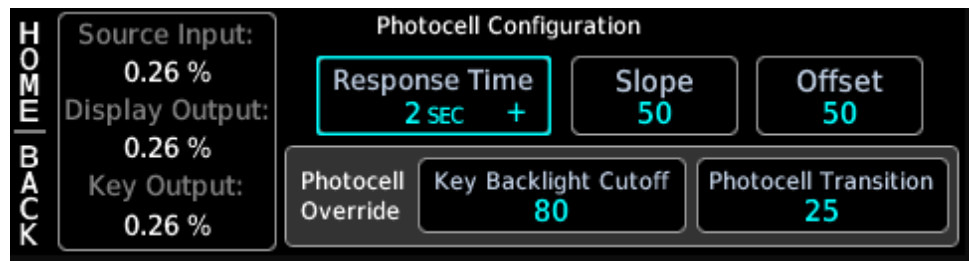 HOME
BACK
Source Input:
0.26 %
Display Output:
0.26 %
Key Output:
0.26 %
Photocell Configuration
Response Time
2 SEC +
Slope
50
Offset
50
Photocell
Override
Key Backlight Cutoff
80
Photocell Transition
25